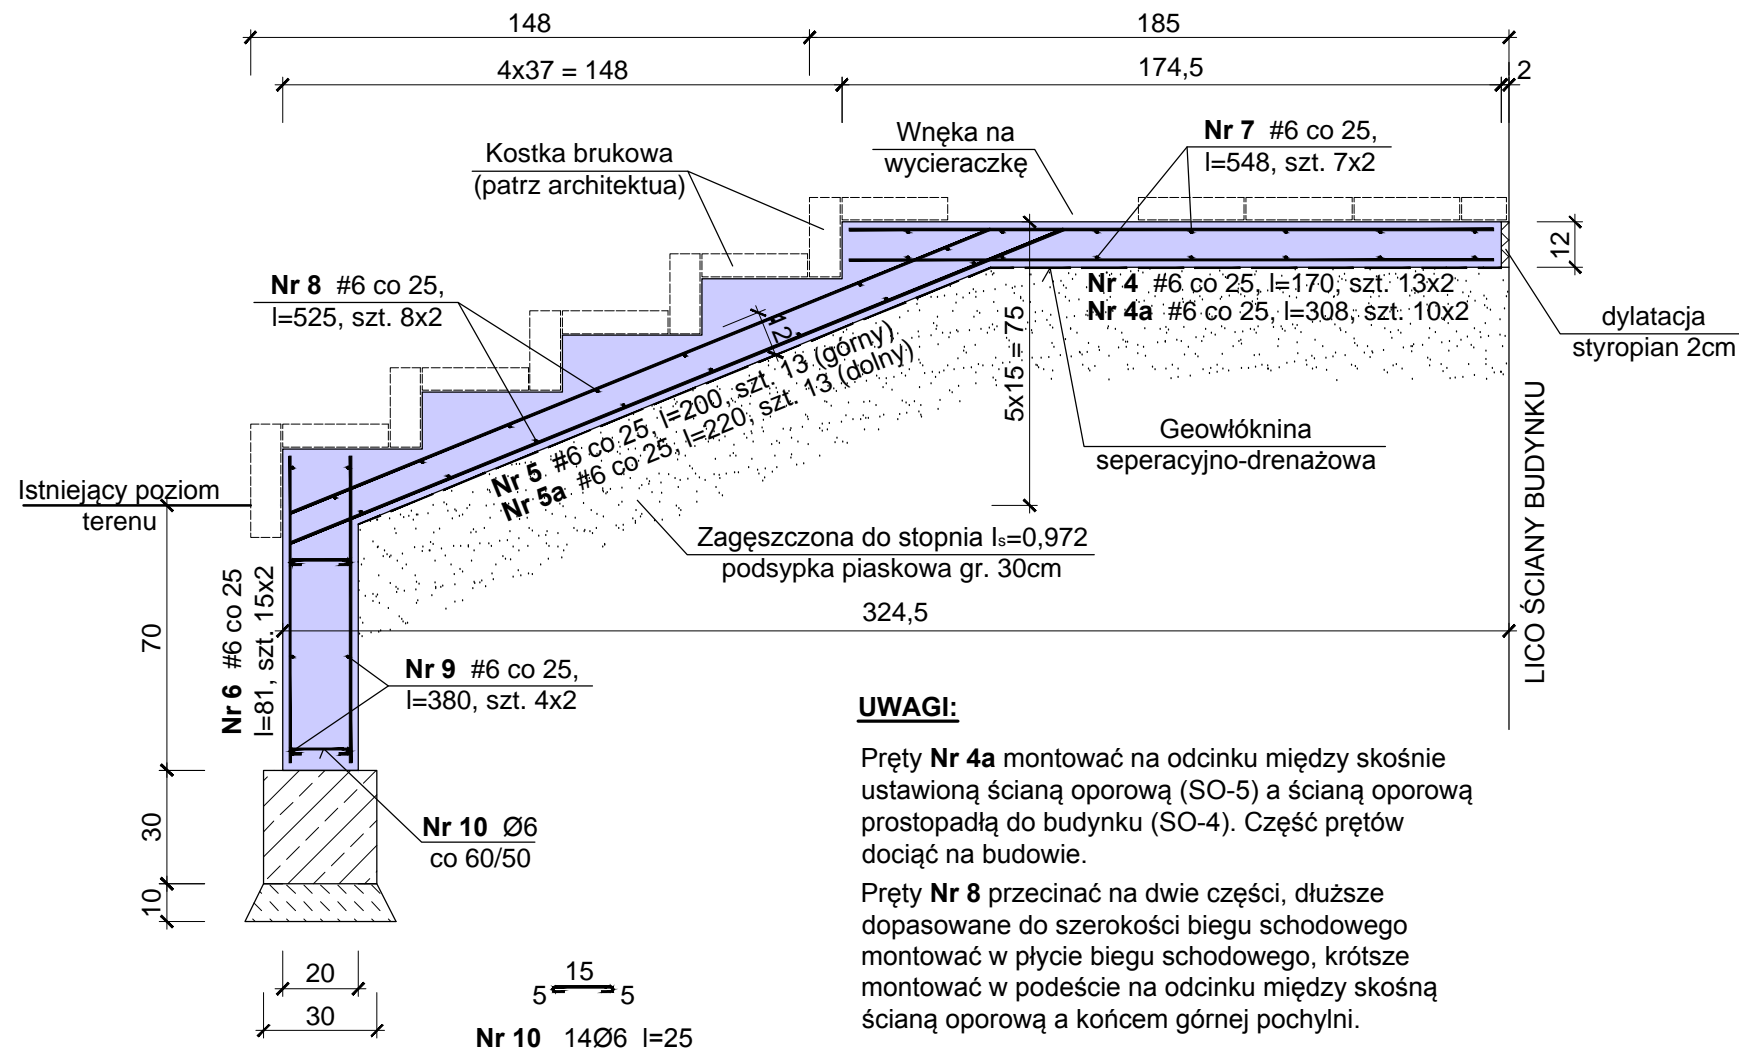 148
185
4x37 = 148
174,5
2
Kostka brukowa
(patrz architektua)
Wnęka na
wycieraczkę
Nr 7 #6 co 25,
l=548, szt. 7x2
12
Nr 8 #6 co 25,
l=525, szt. 8x2
Nr 4 #6 co 25, l=170, szt. 13x2
Nr 4a #6 co 25, l=308, szt. 10x2
dylatacja
styropian 2cm
12
5x15 = 75
Nr 5 #6 co 25, l=200, szt. 13 (górny)
Nr 5a #6 co 25, l=220, szt. 13 (dolny)
Geowłóknina
seperacyjno-drenażowa
Istniejący poziom
terenu
Zagęszczona do stopnia Is=0,972
podsypka piaskowa gr. 30cm
324,5
LICO ŚCIANY BUDYNKU
70
Nr 6 #6 co 25
l=81, szt. 15x2
Nr 9 #6 co 25,
l=380, szt. 4x2
UWAGI:
Pręty Nr 4a montować na odcinku między skośnie
ustawioną ścianą oporową (SO-5) a ścianą oporową
prostopadłą do budynku (SO-4). Część prętów
dociąć na budowie.
Pręty Nr 8 przecinać na dwie części, dłuższe
dopasowane do szerokości biegu schodowego
montować w płycie biegu schodowego, krótsze
montować w podeście na odcinku między skośną
ścianą oporową a końcem górnej pochylni.
30
Nr 10 Ø6
co 60/50
10
20
30
15
5 5
Nr 10 14Ø6 l=25